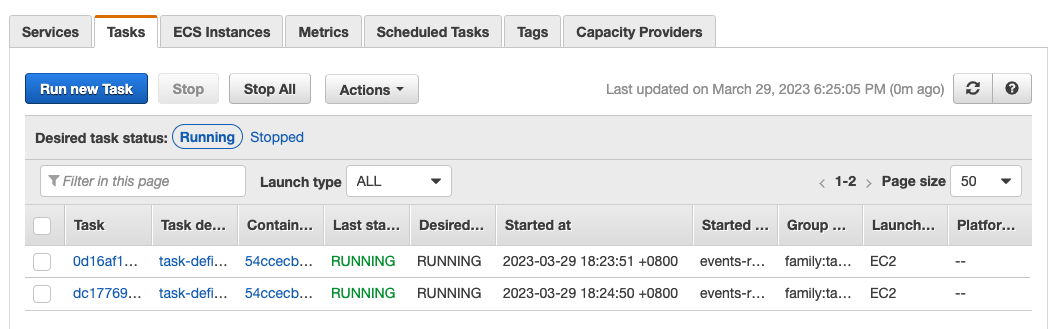 Services Tasks ECS Instances Metrics Scheduled Tasks Tags Capacity Providers
Run new Task Stop Stop All Actions Last updated on March 29, 2023 6:25:05 PM (0m ago)
Desired task status: Running Stopped
Filter in this page Launch type ALL 1-2 Page size 50
Task Task de... Contain... Last sta... Desired... Started at Started ... Group ... Launch... Platfor...
0d16af1... task-defi... 54ccecb... RUNNING RUNNING 2023-03-29 18:23:51 +0800 events-r... family:ta... EC2 --
dc17769... task-defi... 54ccecb... RUNNING RUNNING 2023-03-29 18:24:50 +0800 events-r... family:ta... EC2 --